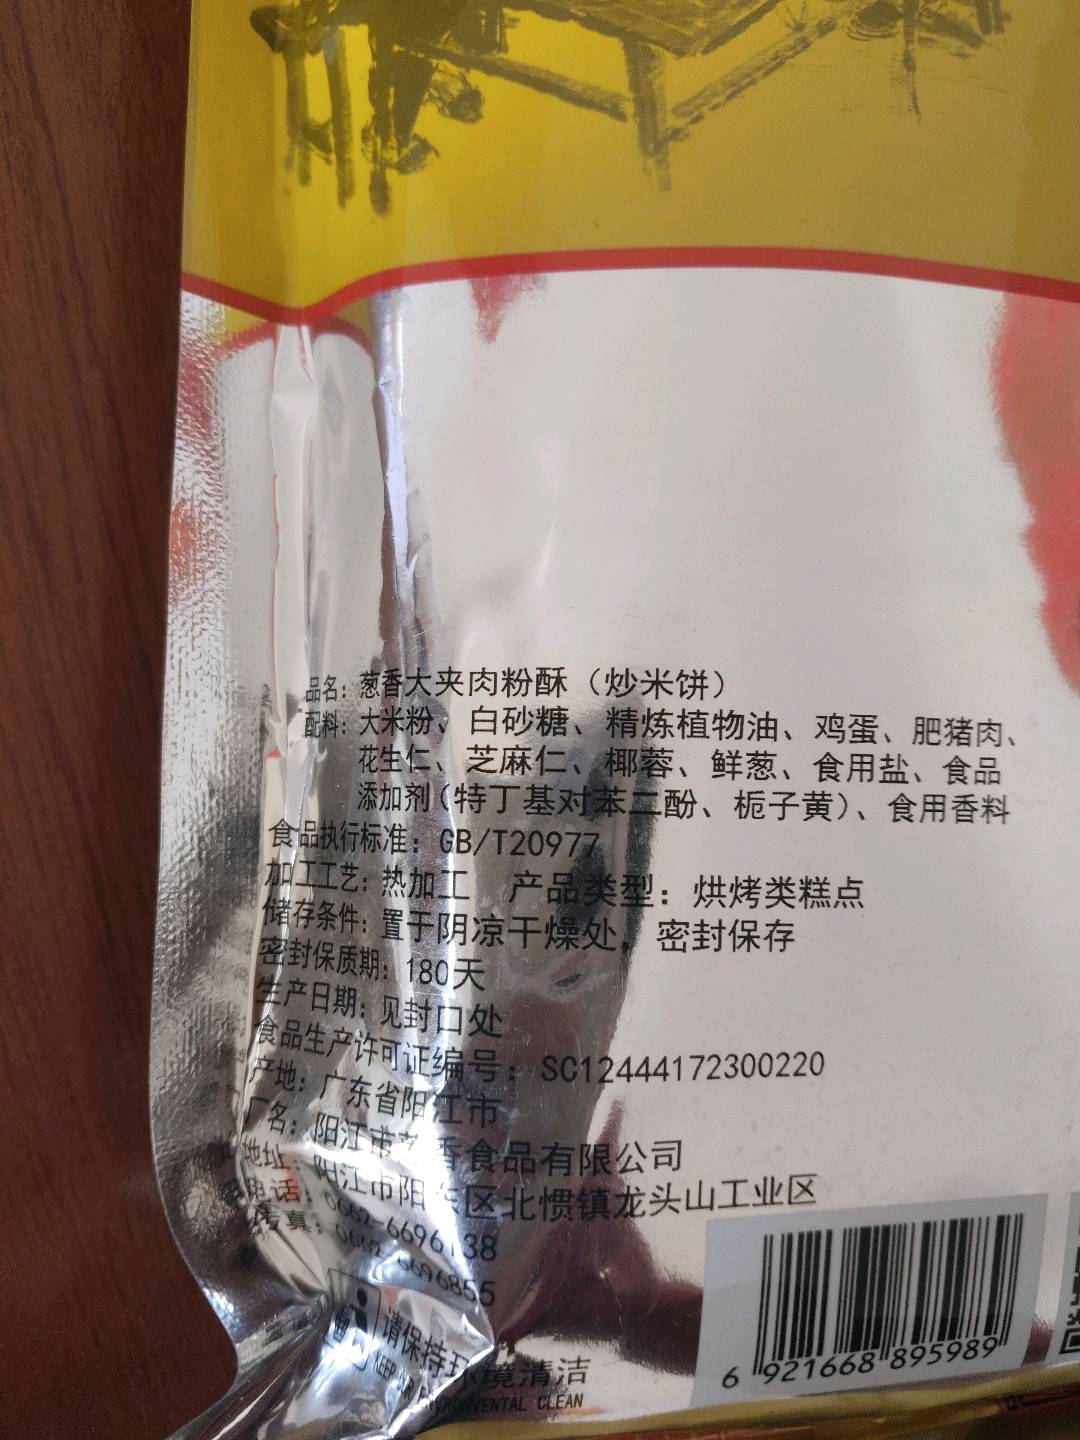 品名：葱香大夹肉粉酥（炒米饼）
配料：大米粉、白砂糖、精炼植物油、鸡蛋、肥猪肉、
花生仁、芝麻仁、椰蓉、鲜葱、食用盐、食品
添加剂（特丁基对苯二酚、栀子黄）、食用香料
食品执行标准：GB/T20977
加工工艺：热加工 产品类型：烘烤类糕点
储存条件：置于阴凉干燥处，密封保存
密封保质期：180天
生产日期：见封口处
食品生产许可证编号：SC12444172300220
产地：广东省阳江市
厂名：阳江市 香食品有限公司
地址：阳江市阳东区北惯镇龙头山工业区
电话：
传真：
请保持环境清洁
KEEP OUR ENVIRONVENTAL CLEAN
6 921668 895989